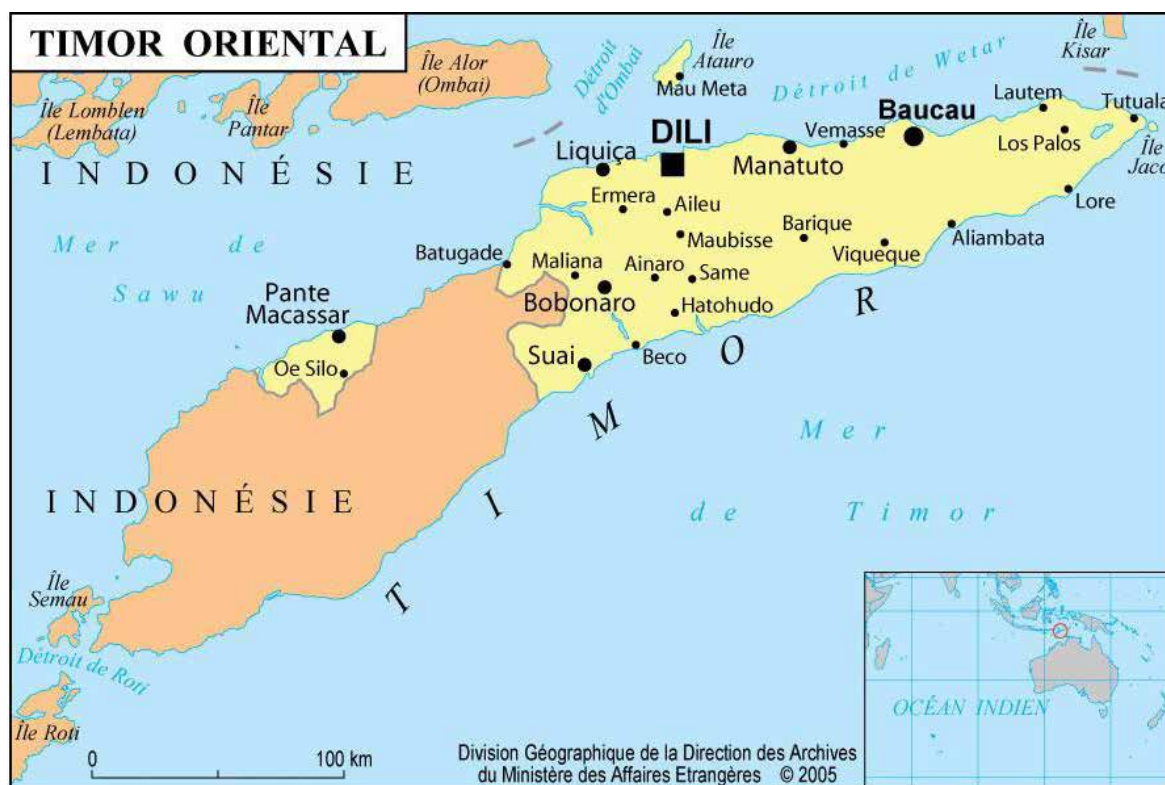 TIMOR ORIENTAL
Île Lomblen
(Lembata)
Île
Pantar
Île Alor
(Ombai)
Détroit
d'Ombai
Île
Atauro
Mau Meta
Détroit de Wetar
Île
Kisar
INDONÉSIE
Liquiça
DILI
Manatuto
Vemasse
Baucau
Lautem
Los Palos
Tutuala
Île
Jaco
Lore
Ermera
Aileu
Maubisse
Barique
Viqueque
Aliambata
Mer de
Sawu
Batugade
Maliana
Ainaro
Same
Bobonaro
Hatohudo
Pante
Macassar
Oe Silo
Suai
Beco
TIMOR
Mer
de Timor
INDONÉSIE
Île
Semau
Détroit de Roti
Île Roti
0 100 km
Division Géographique de la Direction des Archives
du Ministère des Affaires Etrangères © 2005
OCÉAN INDIEN